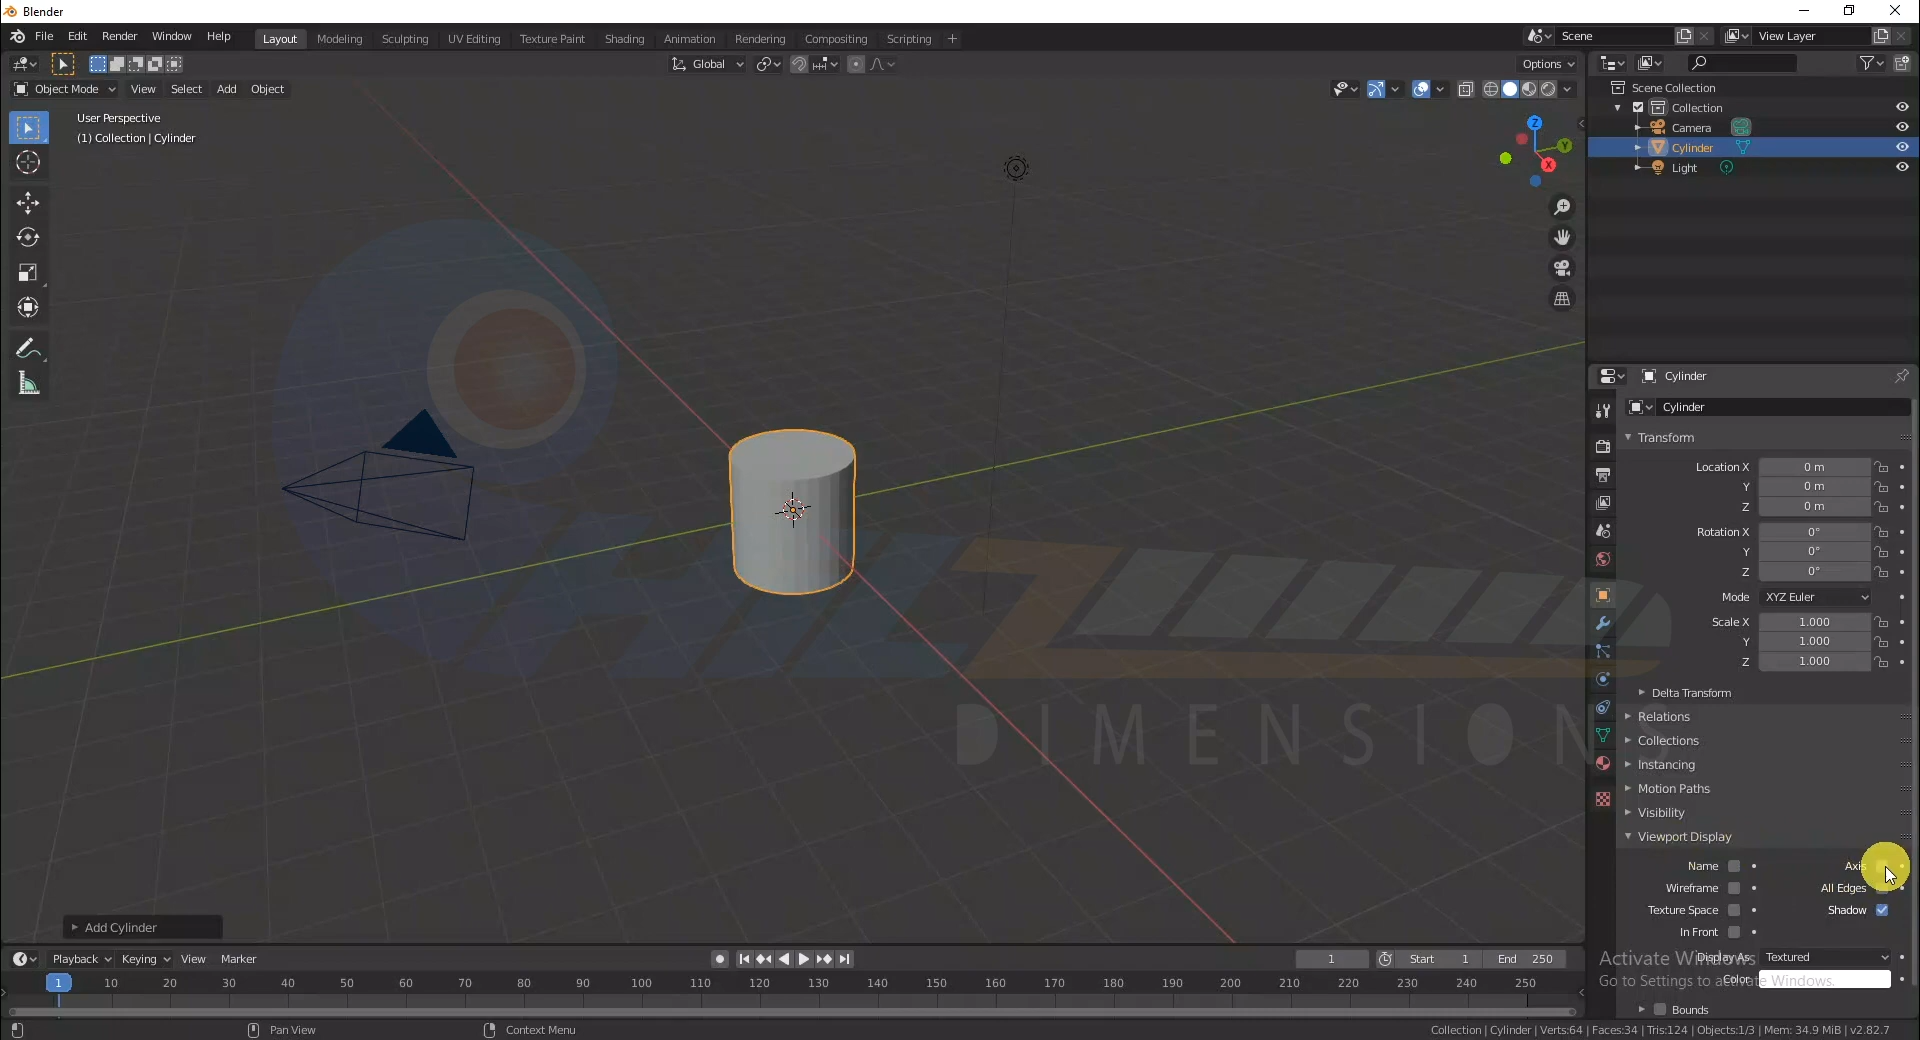 Blender
File Edit Render Window Help
Layout Modeling Sculpting UV Editing Texture Paint Shading Animation Rendering Compositing Scripting +
Scene
View Layer
Global
Options
Object Mode View Select Add Object
User Perspective
(1) Collection | Cylinder
Z
Y
X
Scene Collection
Collection
Camera
Cylinder
Light
Cylinder
Cylinder
Transform
Location X 0 m
Y 0 m
Z 0 m
Rotation X 0°
Y 0°
Z 0°
Mode XYZ Euler
Scale X 1.000
Y 1.000
Z 1.000
Delta Transform
Relations
Collections
Instancing
Motion Paths
Visibility
Viewport Display
Name Axis
Wireframe All Edges
Texture Space Shadow
In Front
Display As Textured
Color
Bounds
DIMENSIONS
Activate Windows
Go to Settings to activate Windows.
Add Cylinder
Playback Keying View Marker
1 Start 1 End 250
1 10 20 30 40 50 60 70 80 90 100 110 120 130 140 150 160 170 180 190 200 210 220 230 240 250
Pan View
Context Menu
Collection | Cylinder | Verts:64 | Faces:34 | Tris:124 | Objects:1/3 | Mem: 34.9 MiB | v2.82.7